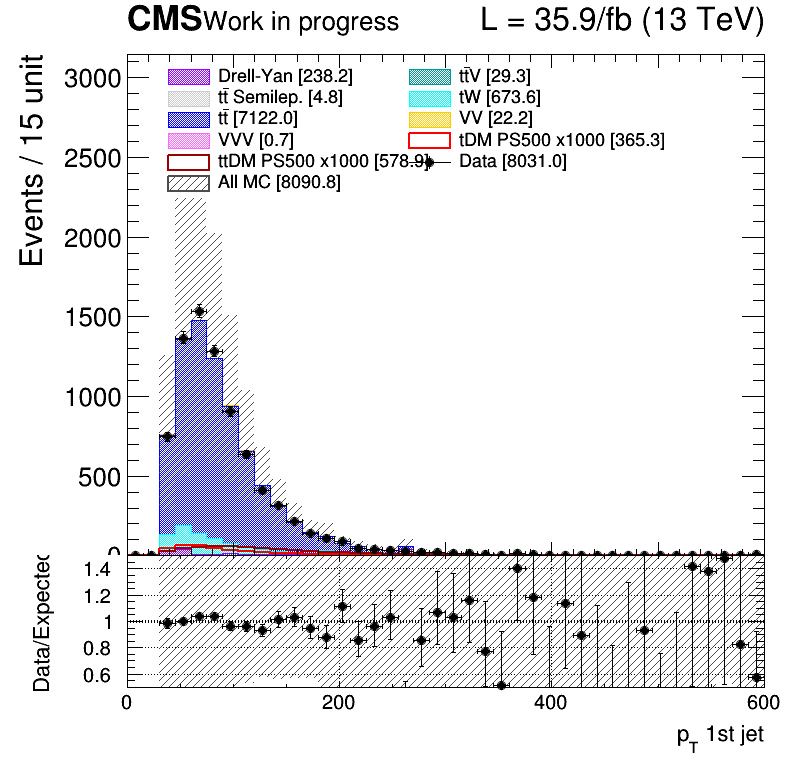 CMS Work in progress L = 35.9/fb (13 TeV)
Events / 15 unit
3000
2500
2000
1500
1000
500
0
Drell-Yan [238.2]
tt̄ Semilep. [4.8]
tt̄ [7122.0]
VVV [0.7]
ttDM PS500 x1000 [578.9]
All MC [8090.8]
tt̄V [29.3]
tW [673.6]
VV [22.2]
tDM PS500 x1000 [365.3]
Data [8031.0]
Data/Expected
1.4
1.2
1
0.8
0.6
0 200 400 600
p_T 1st jet